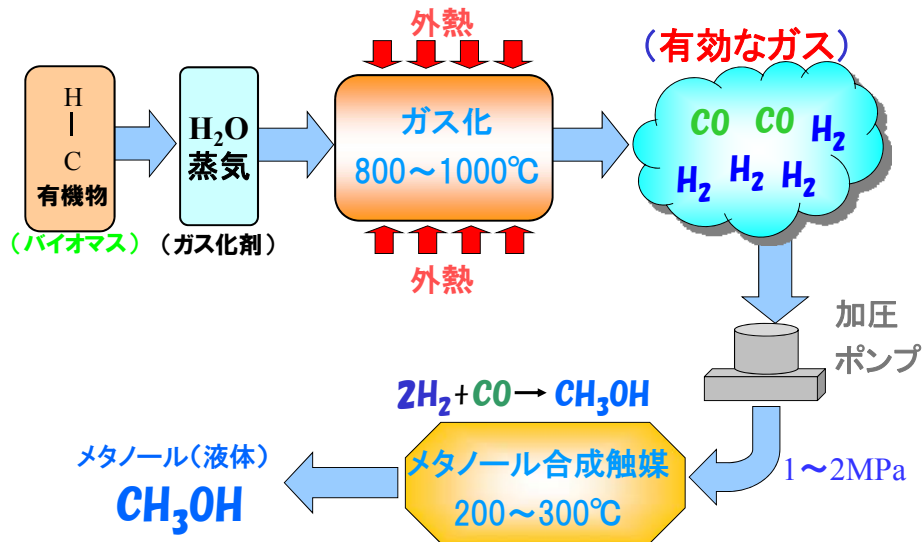 H
C
有機物
（バイオマス）
H₂O
蒸気
（ガス化剤）
外熱
ガス化
800～1000℃
外熱
（有効なガス）
CO CO H₂
H₂ H₂ H₂
加圧
ポンプ
1～2MPa
2H₂+CO→CH₃OH
メタノール合成触媒
200～300℃
メタノール（液体）
CH₃OH